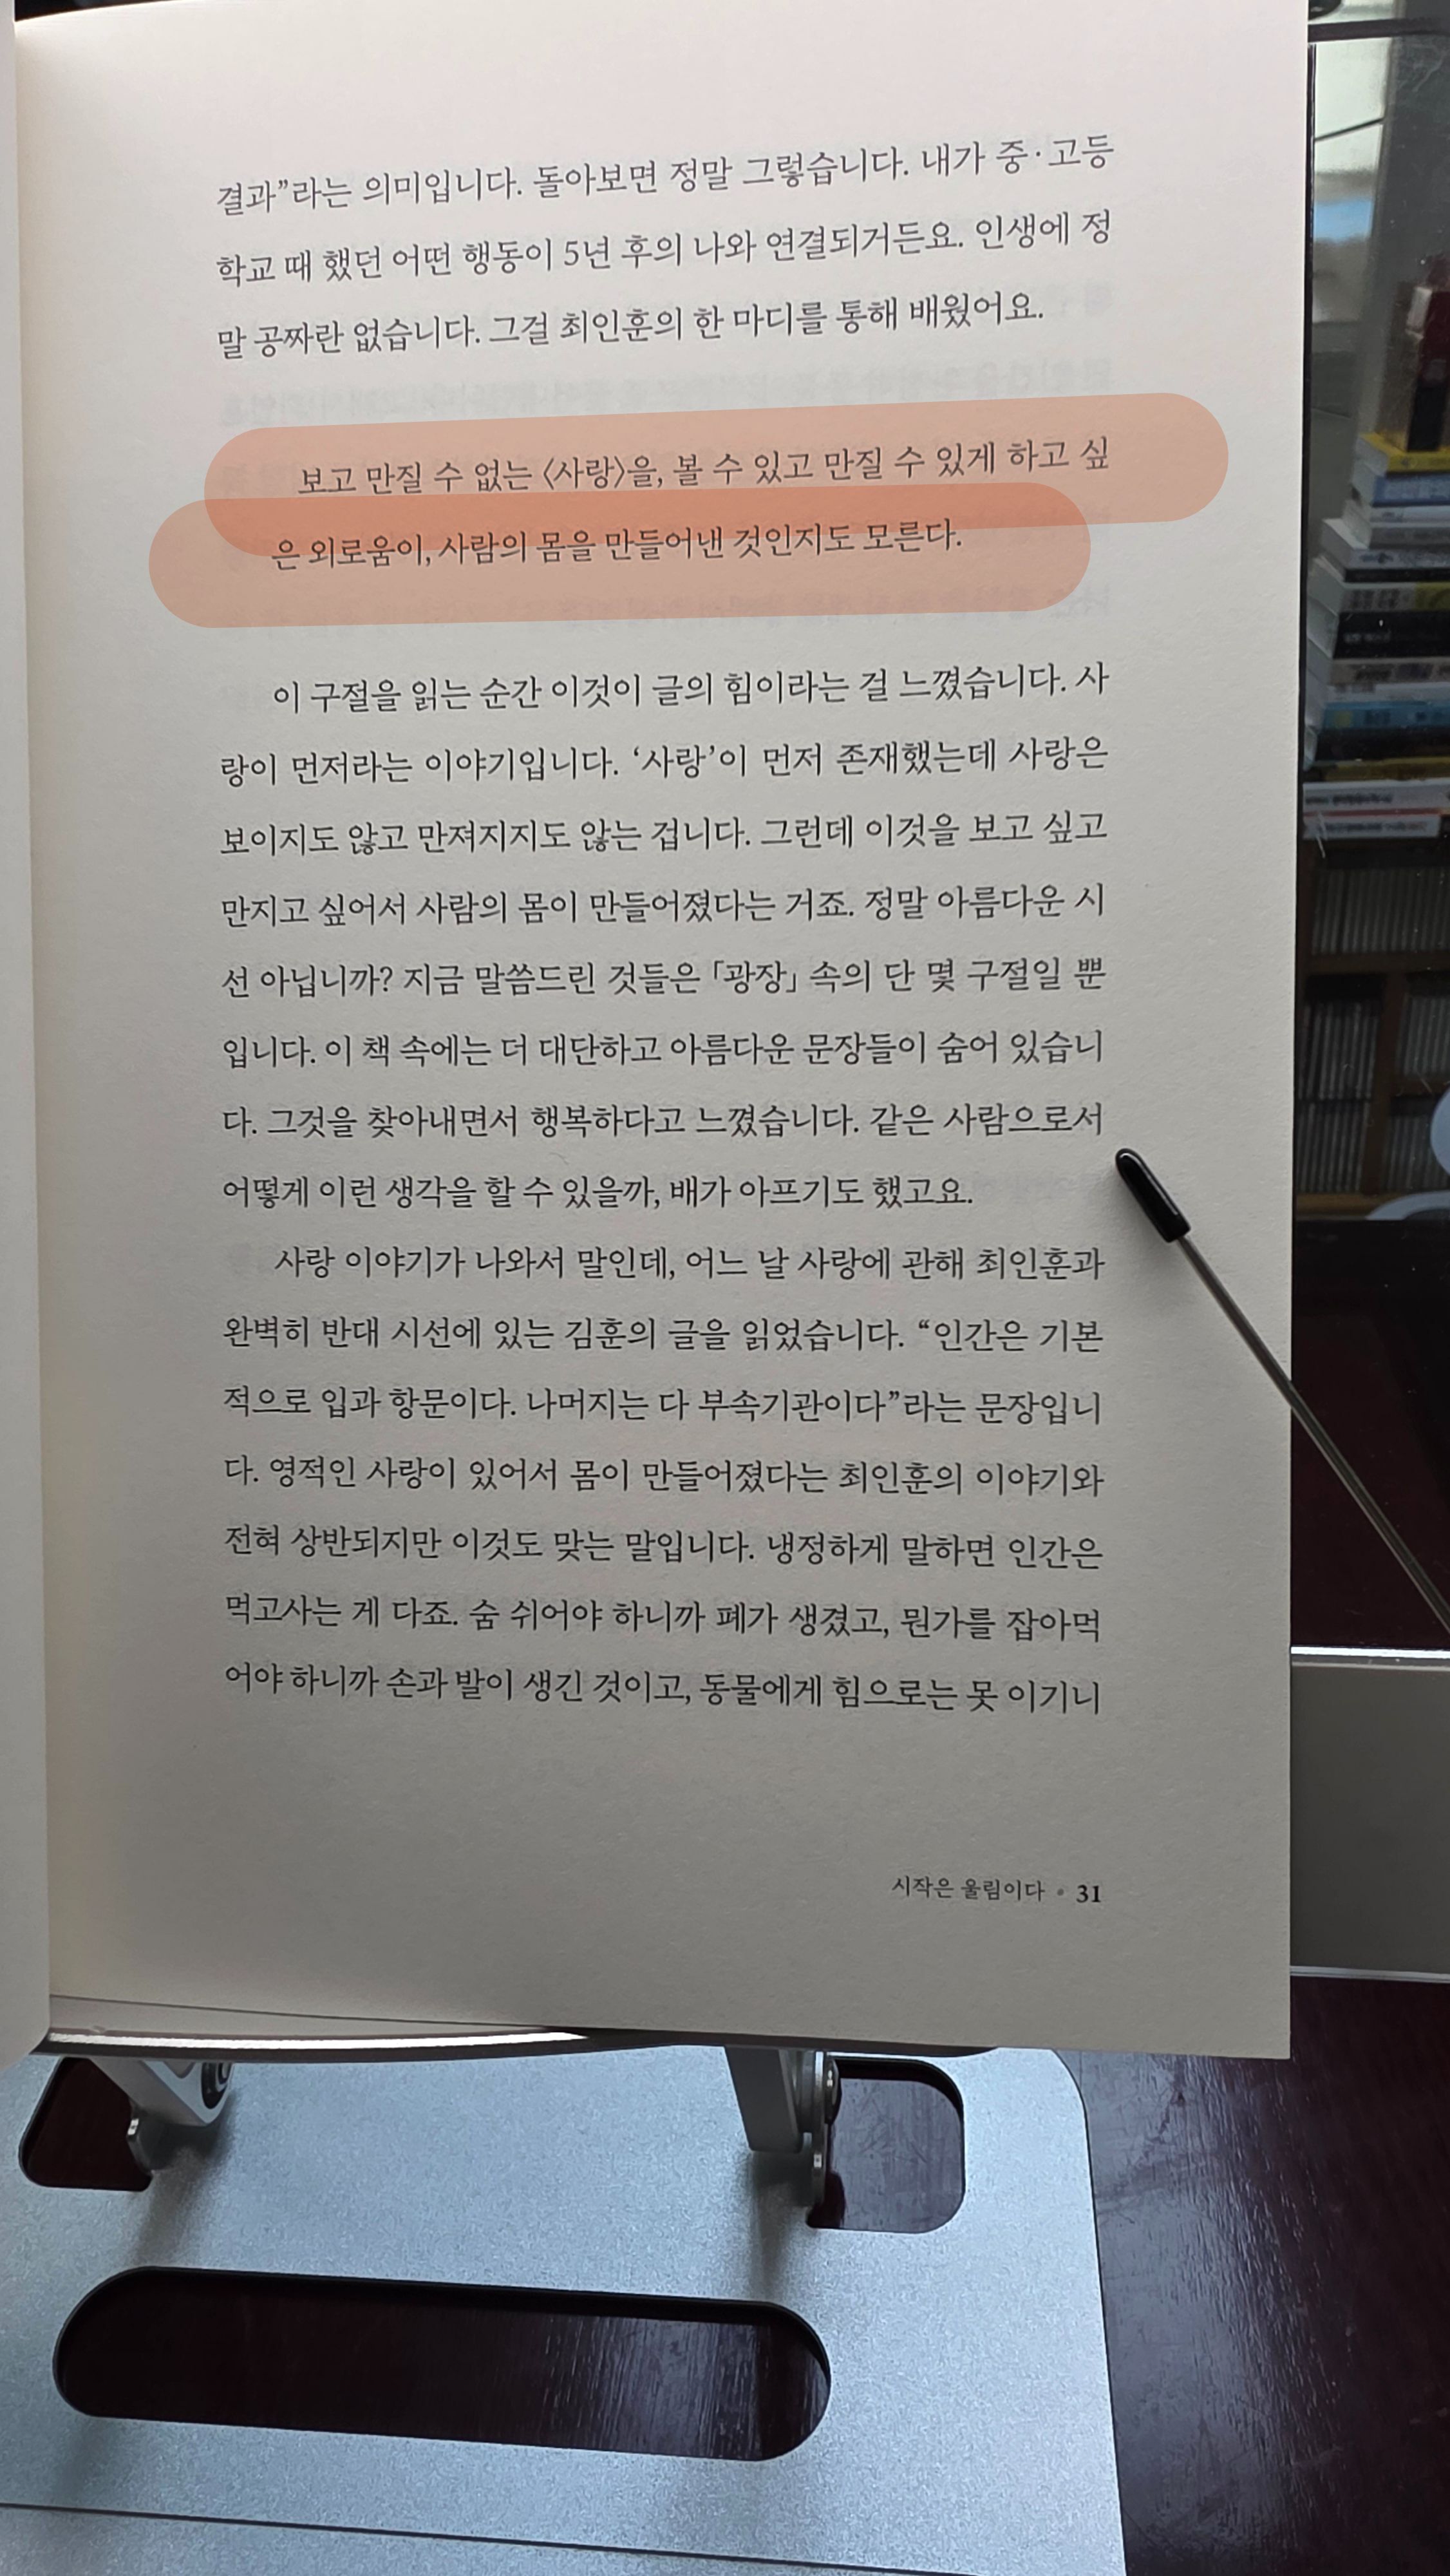 결과”라는 의미입니다. 돌아보면 정말 그렇습니다. 내가 중·고등
학교 때 했던 어떤 행동이 5년 후의 나와 연결되거든요. 인생에 정
말 공짜란 없습니다. 그걸 최인훈의 한 마디를 통해 배웠어요.
보고 만질 수 없는 〈사랑〉을, 볼 수 있고 만질 수 있게 하고 싶
은 외로움이, 사람의 몸을 만들어낸 것인지도 모른다.
이 구절을 읽는 순간 이것이 글의 힘이라는 걸 느꼈습니다. 사
랑이 먼저라는 이야기입니다. ‘사랑’이 먼저 존재했는데 사랑은
보이지도 않고 만져지지도 않는 겁니다. 그런데 이것을 보고 싶고
만지고 싶어서 사람의 몸이 만들어졌다는 거죠. 정말 아름다운 시
선 아닙니까? 지금 말씀드린 것들은 「광장」 속의 단 몇 구절일 뿐
입니다. 이 책 속에는 더 대단하고 아름다운 문장들이 숨어 있습니
다. 그것을 찾아내면서 행복하다고 느꼈습니다. 같은 사람으로서
어떻게 이런 생각을 할 수 있을까, 배가 아프기도 했고요.
사랑 이야기가 나와서 말인데, 어느 날 사랑에 관해 최인훈과
완벽히 반대 시선에 있는 김훈의 글을 읽었습니다. “인간은 기본
적으로 입과 항문이다. 나머지는 다 부속기관이다”라는 문장입니
다. 영적인 사랑이 있어서 몸이 만들어졌다는 최인훈의 이야기와
전혀 상반되지만 이것도 맞는 말입니다. 냉정하게 말하면 인간은
먹고사는 게 다죠. 숨 쉬어야 하니까 폐가 생겼고, 뭔가를 잡아먹
어야 하니까 손과 발이 생긴 것이고, 동물에게 힘으로는 못 이기니
시작은 울림이다 • 31